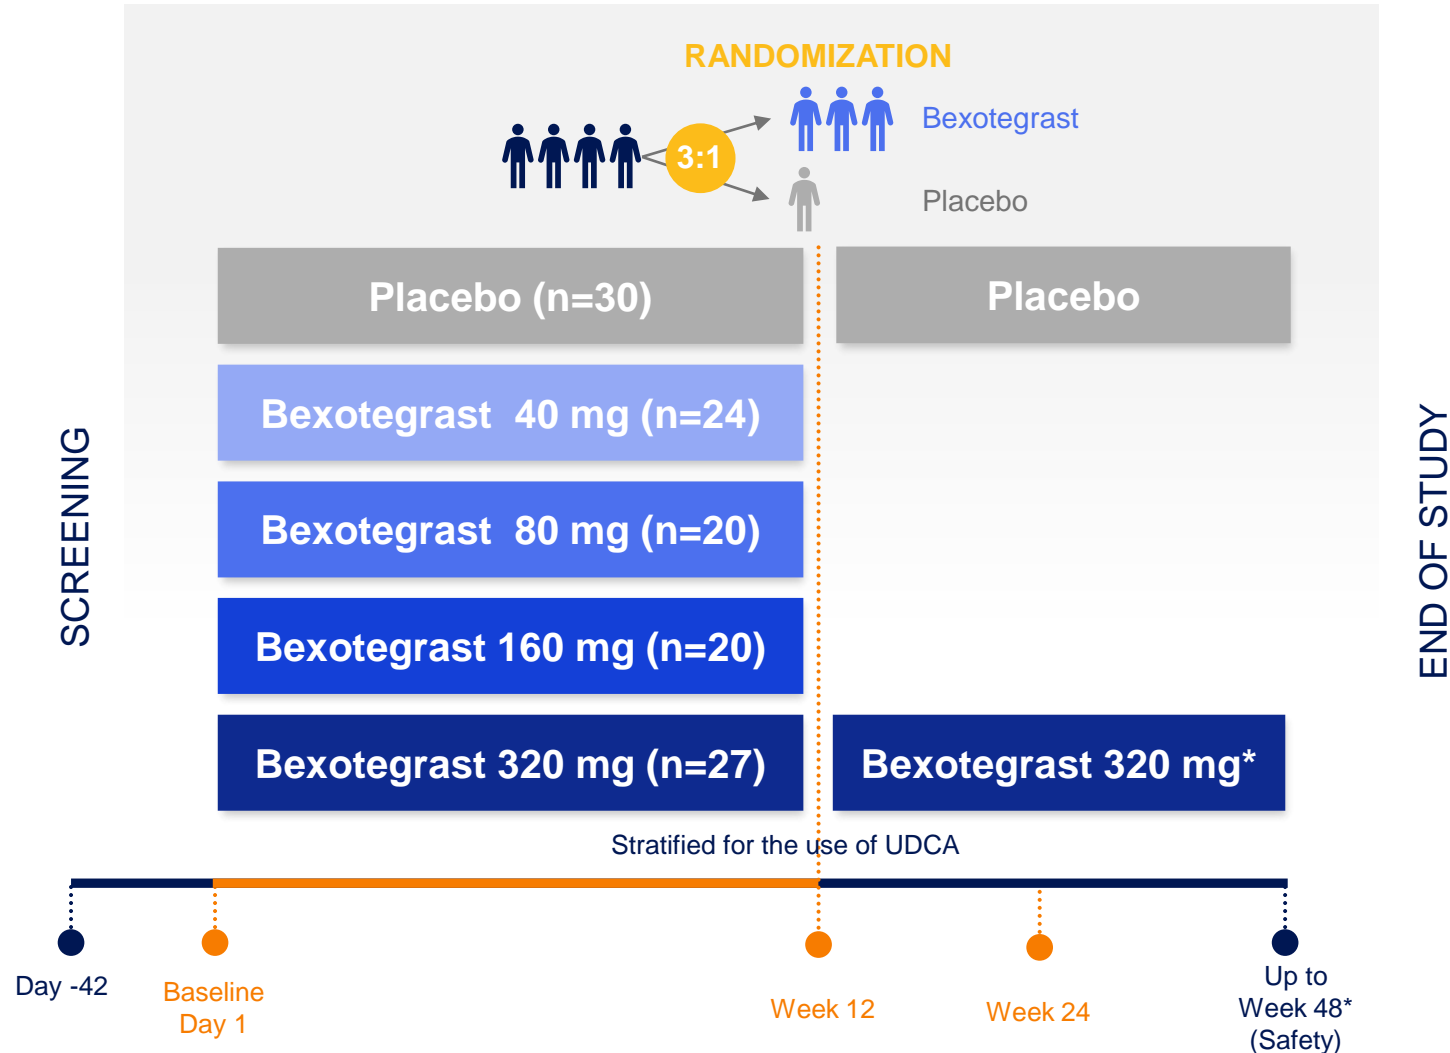 RANDOMIZATION
Bexotegrast
3:1
Placebo
Placebo (n=30)
Placebo
Bexotegrast 40 mg (n=24)
Bexotegrast 80 mg (n=20)
Bexotegrast 160 mg (n=20)
Bexotegrast 320 mg (n=27)
Bexotegrast 320 mg*
SCREENING
END OF STUDY
Stratified for the use of UDCA
Day -42
Baseline
Day 1
Week 12
Week 24
Up to
Week 48*
(Safety)